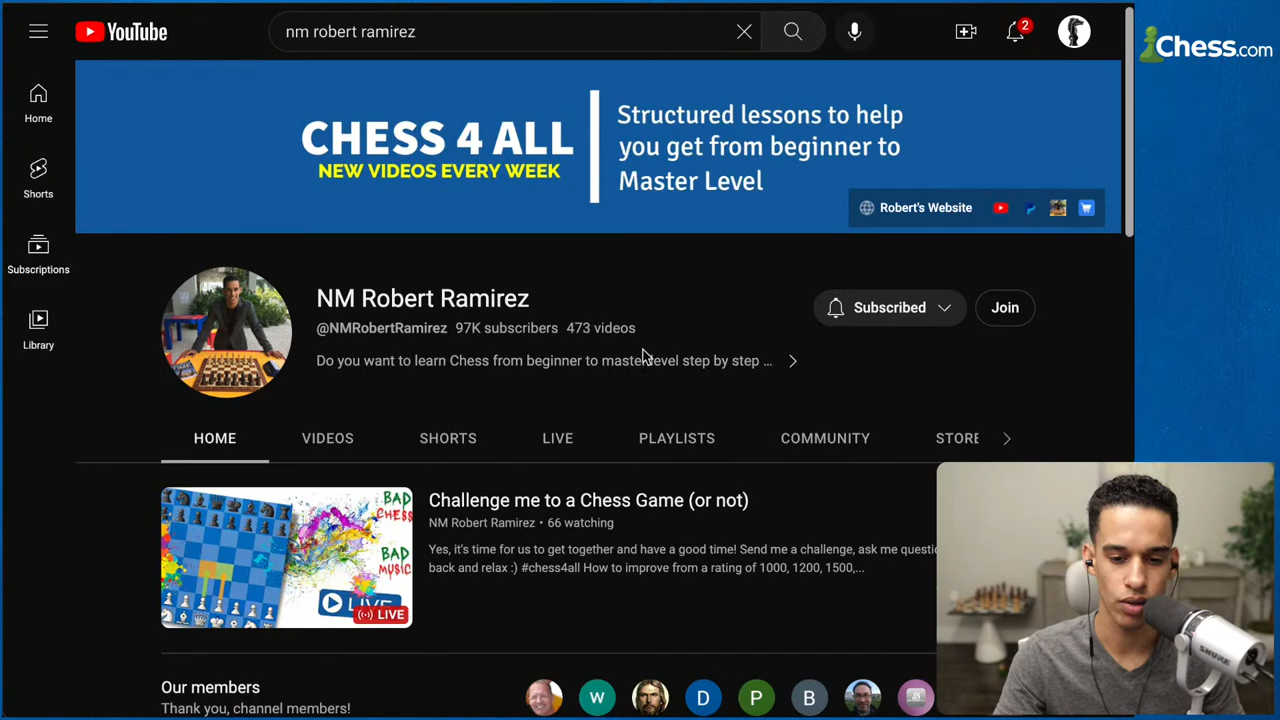 YouTube
nm robert ramirez
2
Chess.com
Home
Shorts
Subscriptions
Library
CHESS 4 ALL
NEW VIDEOS EVERY WEEK
Structured lessons to help
you get from beginner to
Master Level
Robert's Website
NM Robert Ramirez
@NMRobertRamirez 97K subscribers 473 videos
Do you want to learn Chess from beginner to master level step by step ...
Subscribed
Join
HOME VIDEOS SHORTS LIVE PLAYLISTS COMMUNITY STORE
BAD
CHESS
BAD
MUSIC
LIVE
LIVE
Challenge me to a Chess Game (or not)
NM Robert Ramirez • 66 watching
Yes, it's time for us to get together and have a good time! Send me a challenge, ask me
back and relax :) #chess4all How to improve from a rating of 1000, 1200, 1500,...
Our members
Thank you, channel members!
W
D
P
B
SHURE